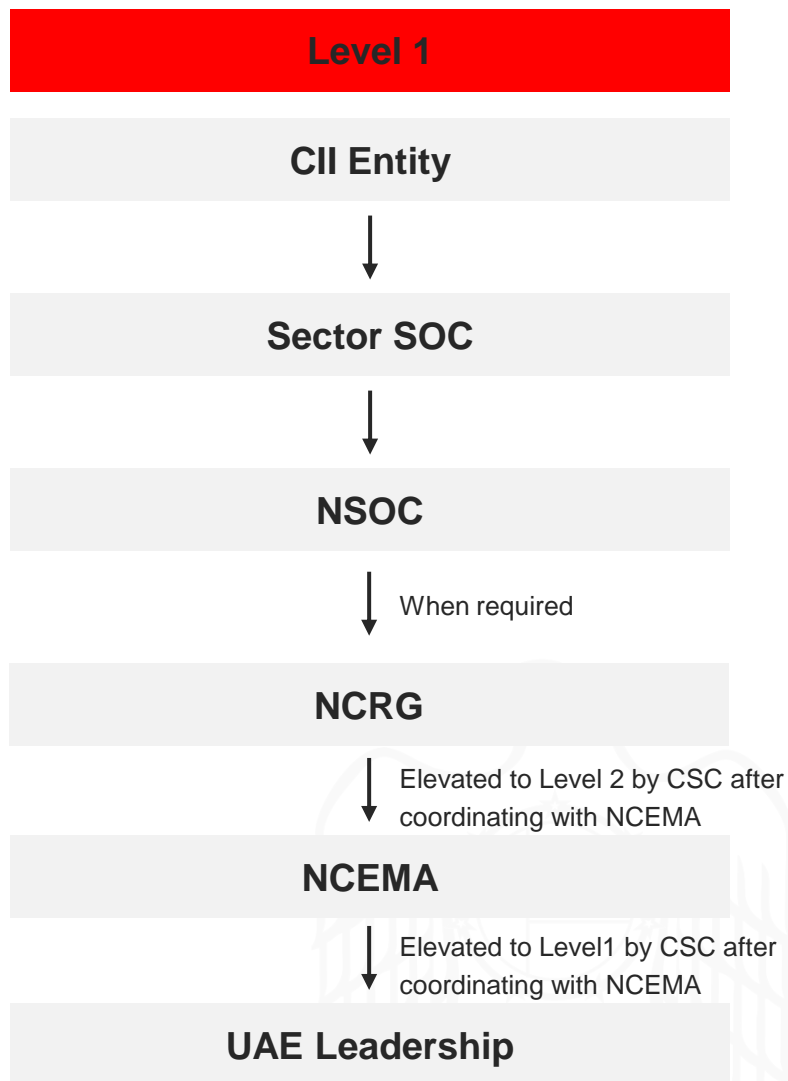 Level 1
CII Entity
Sector SOC
NSOC
When required
NCRG
Elevated to Level 2 by CSC after
coordinating with NCEMA
NCEMA
Elevated to Level1 by CSC after
coordinating with NCEMA
UAE Leadership